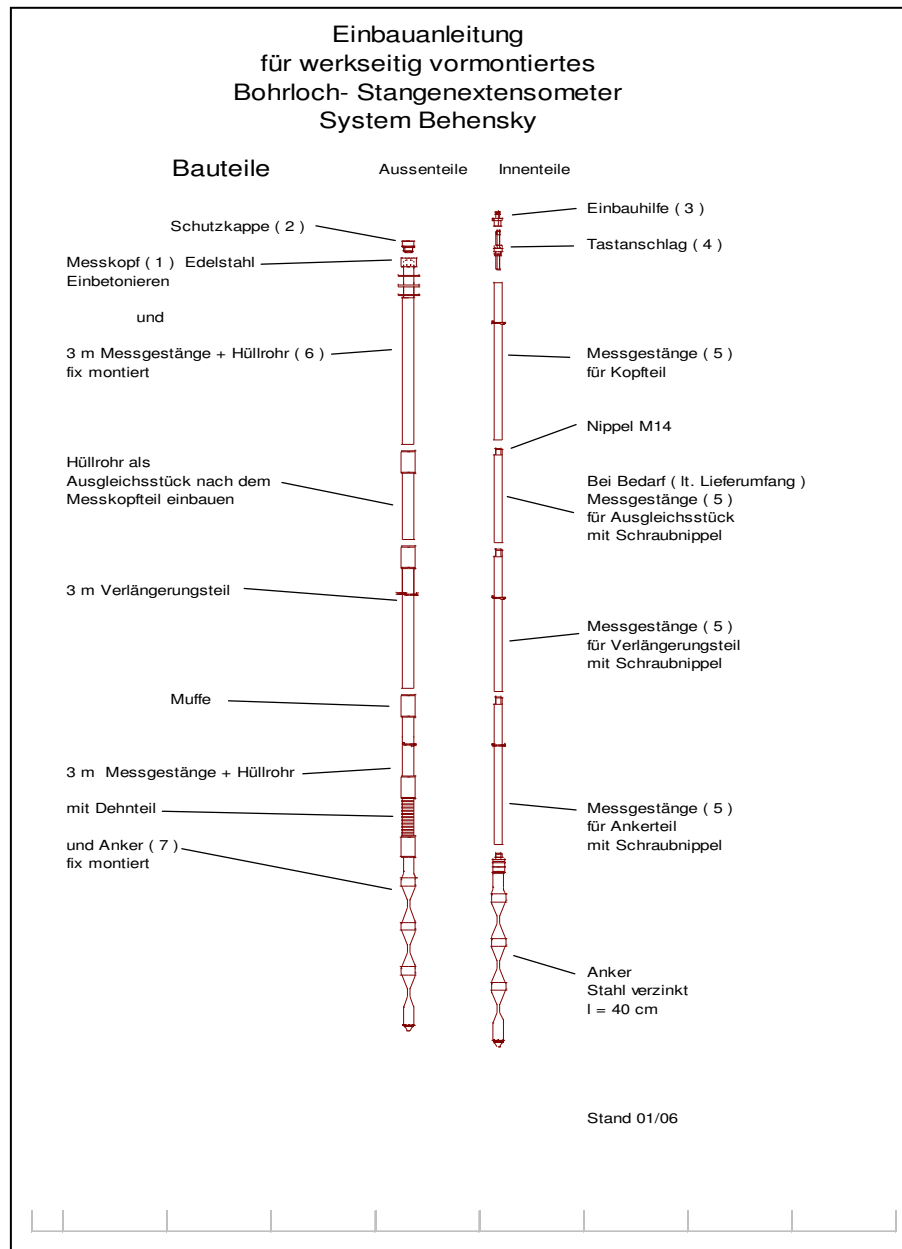 Einbauanleitung
für werkseitig vormontiertes
Bohrloch- Stangenextensometer
System Behensky
Bauteile
Aussenteile
Innenteile
Schutzkappe ( 2 )
Messkopf ( 1 ) Edelstahl
Einbetonieren
und
3 m Messgestänge + Hüllrohr ( 6 )
fix montiert
Hüllrohr als
Ausgleichsstück nach dem
Messkopfteil einbauen
3 m Verlängerungsteil
Muffe
3 m Messgestänge + Hüllrohr
mit Dehnteil
und Anker ( 7 )
fix montiert
Einbauhilfe ( 3 )
Tastanschlag ( 4 )
Messgestänge ( 5 )
für Kopfteil
Nippel M14
Bei Bedarf ( lt. Lieferumfang )
Messgestänge ( 5 )
für Ausgleichsstück
mit Schraubnippel
Messgestänge ( 5 )
für Verlängerungsteil
mit Schraubnippel
Messgestänge ( 5 )
für Ankerteil
mit Schraubnippel
Anker
Stahl verzinkt
l = 40 cm
Stand 01/06